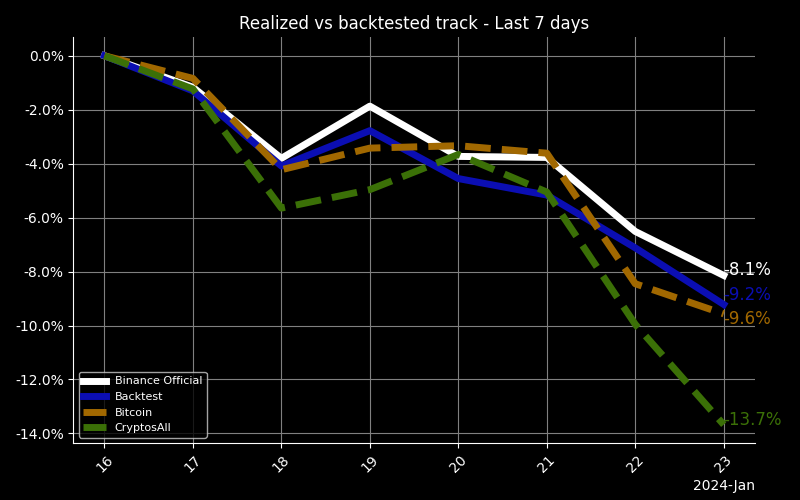 Realized vs backtested track - Last 7 days
0.0%
-2.0%
-4.0%
-6.0%
-8.0%
-10.0%
-12.0%
-14.0%
-8.1%
-9.2%
-9.6%
-13.7%
Binance Official
Backtest
Bitcoin
CryptosAll
16 17 18 19 20 21 22 23
2024-Jan